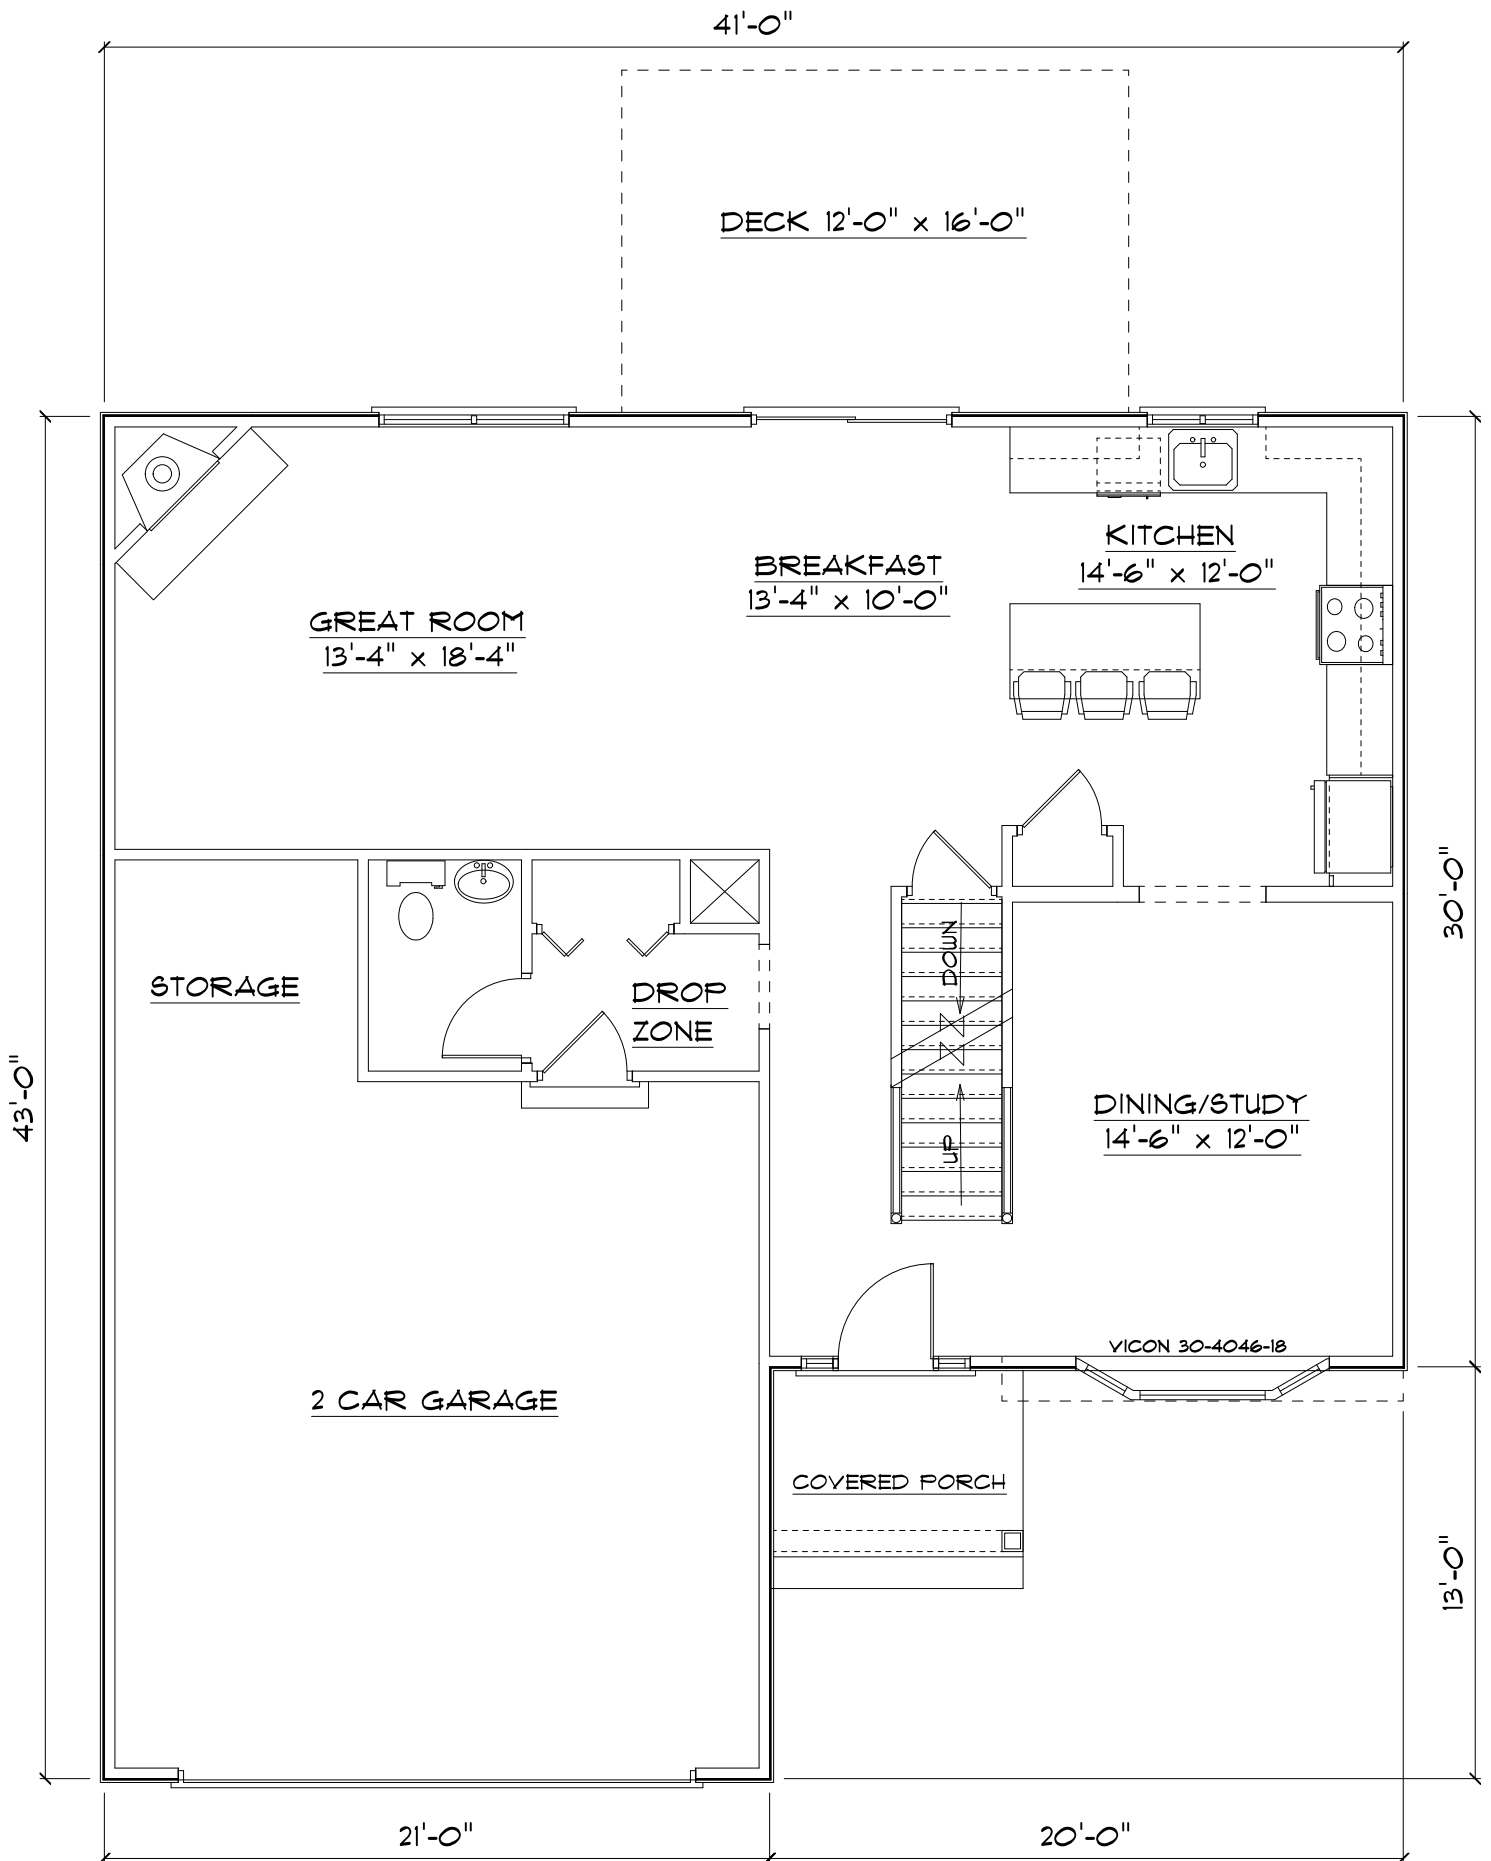 41'-0"
DECK 12'-0" x 16'-0"
KITCHEN
14'-6" x 12'-0"
BREAKFAST
13'-4" x 10'-0"
GREAT ROOM
13'-4" x 18'-4"
30'-0"
DOWN
STORAGE
DROP
ZONE
43'-0"
DINING/STUDY
14'-6" x 12'-0"
UP
VICON 30-4046-18
2 CAR GARAGE
COVERED PORCH
13'-0"
21'-0"
20'-0"